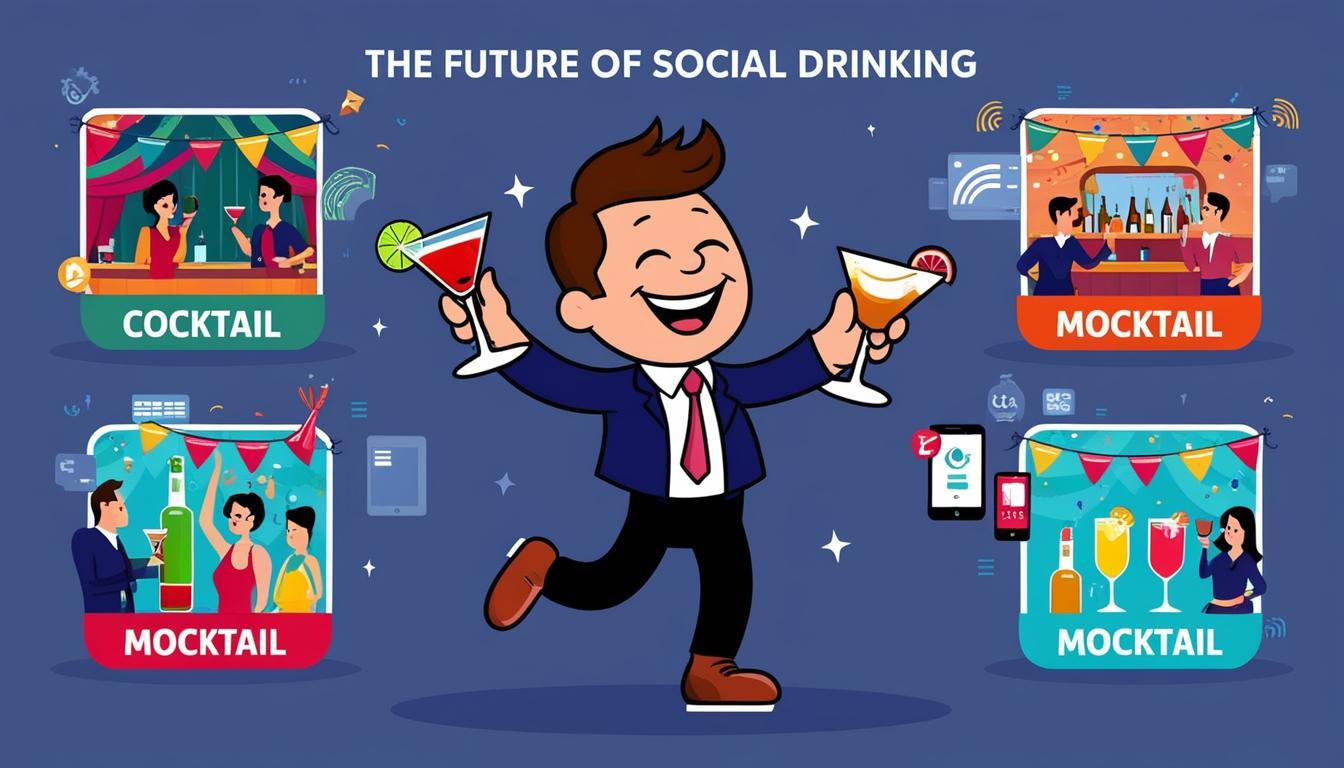 THE FUTURE OF SOCIAL DRINKING
COCKTAIL
MOCKTAIL
MOCKTAIL
MOCKTAIL